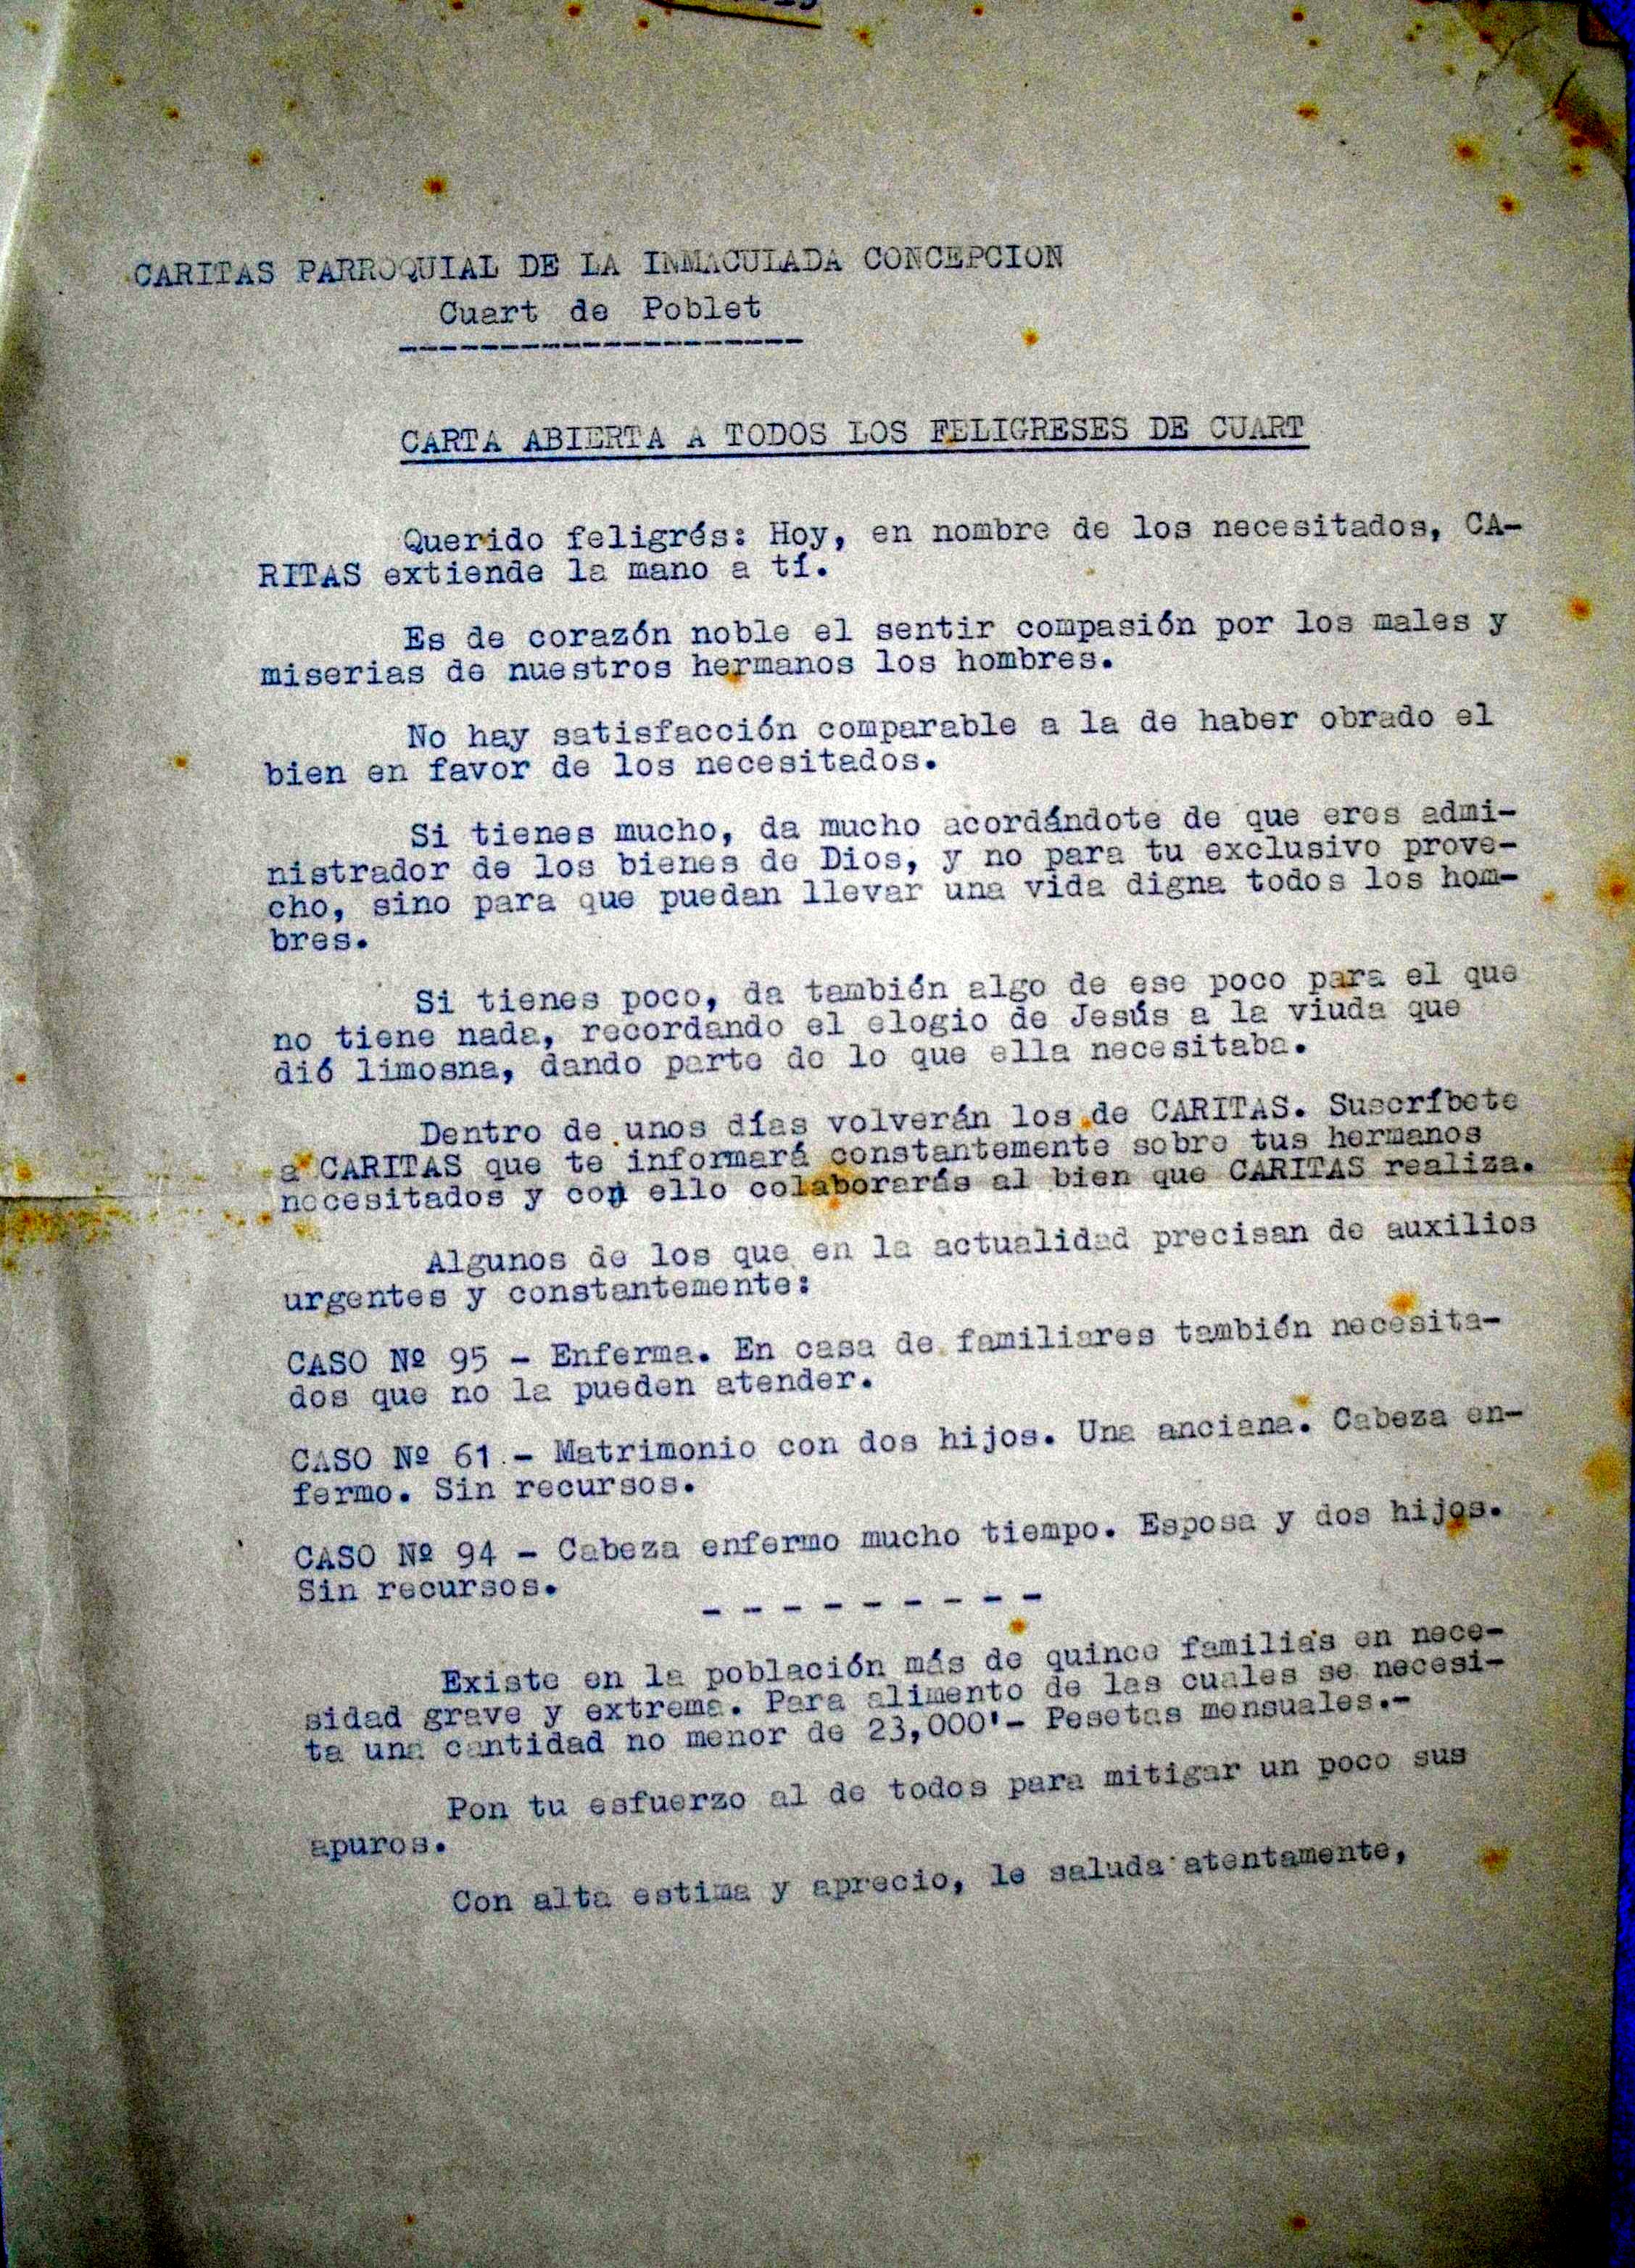 CARITAS PARROQUIAL DE LA INMACULADA CONCEPCION
Cuart de Poblet
CARTA ABIERTA A TODOS LOS FELIGRESES DE CUART
Querido feligrés: Hoy, en nombre de los necesitados, CA-
RITAS extiende la mano a tí.
Es de corazón noble el sentir compasión por los males y
miserias de nuestros hermanos los hombres.
No hay satisfacción comparable a la de haber obrado el
bien en favor de los necesitados.
Si tienes mucho, da mucho acordándote de que eres admi-
nistrador de los bienes de Dios, y no para tu exclusivo prove-
cho, sino para que puedan llevar una vida digna todos los hom-
bres.
Si tienes poco, da también algo de ese poco para el que
no tiene nada, recordando el elogio de Jesús a la viuda que
dió limosna, dando parte de lo que ella necesitaba.
Dentro de unos días volverán los de CARITAS. Suscríbete
a CARITAS que te informará constantemente sobre tus hermanos
necesitados y con ello colaborarás al bien que CARITAS realiza.
Algunos de los que en la actualidad precisan de auxilios
urgentes y constantemente:
CASO Nº 95 - Enferma. En casa de familiares también necesita-
dos que no la pueden atender.
CASO Nº 61.- Matrimonio con dos hijos. Una anciana. Cabeza en-
fermo. Sin recursos.
CASO Nº 94 - Cabeza enfermo mucho tiempo. Esposa y dos hijos.
Sin recursos.
- - - - - - - - -
Existe en la población más de quince familias en nece-
sidad grave y extrema. Para alimento de las cuales se necesi-
ta una cantidad no menor de 23,000'- Pesetas mensuales.-
Pon tu esfuerzo al de todos para mitigar un poco sus
apuros.
Con alta estima y aprecio, le saluda atentamente,